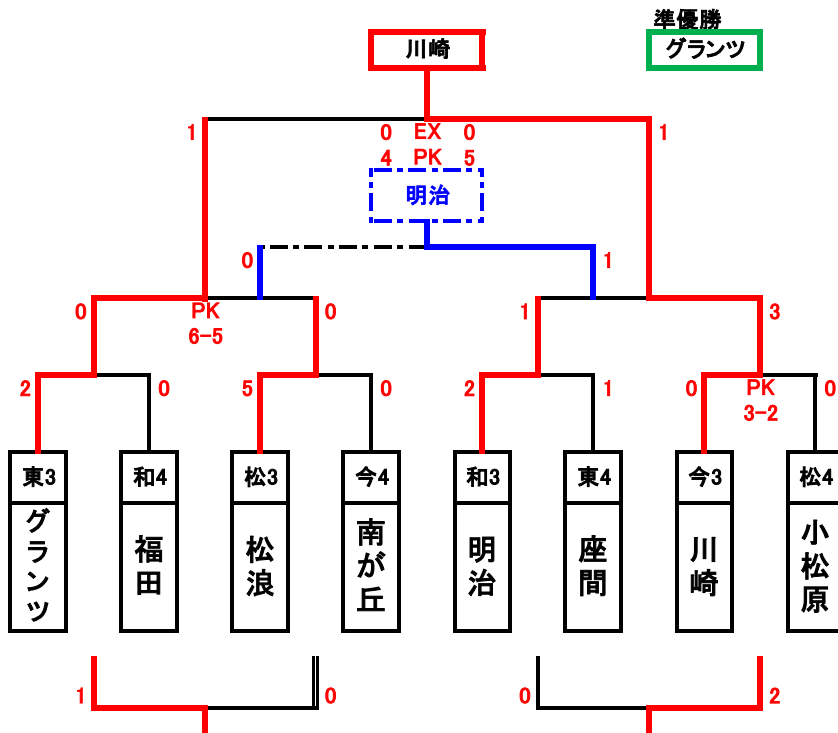 準優勝
川崎
グランツ
1
0 EX 0
1
4 PK 5
明治
0
1
0
PK
6-5
0
1
3
2
0
5
0
2
1
0
PK
3-2
0
東3
和4
松3
今4
和3
東4
今3
松4
グランツ
福田
松浪
南が丘
明治
座間
川崎
小松原
1
0
0
2